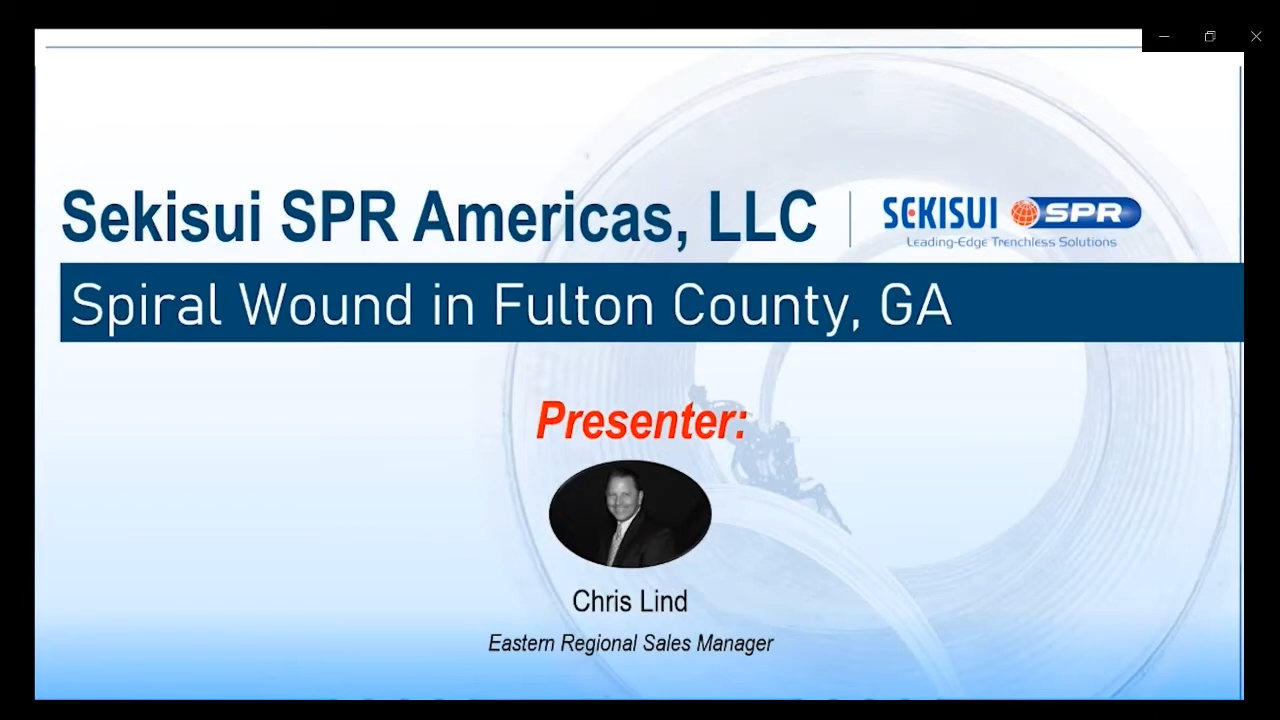 Sekisui SPR Americas, LLC
SEKISUI SPR
Leading-Edge Trenchless Solutions
Spiral Wound in Fulton County, GA
Presenter:
Chris Lind
Eastern Regional Sales Manager